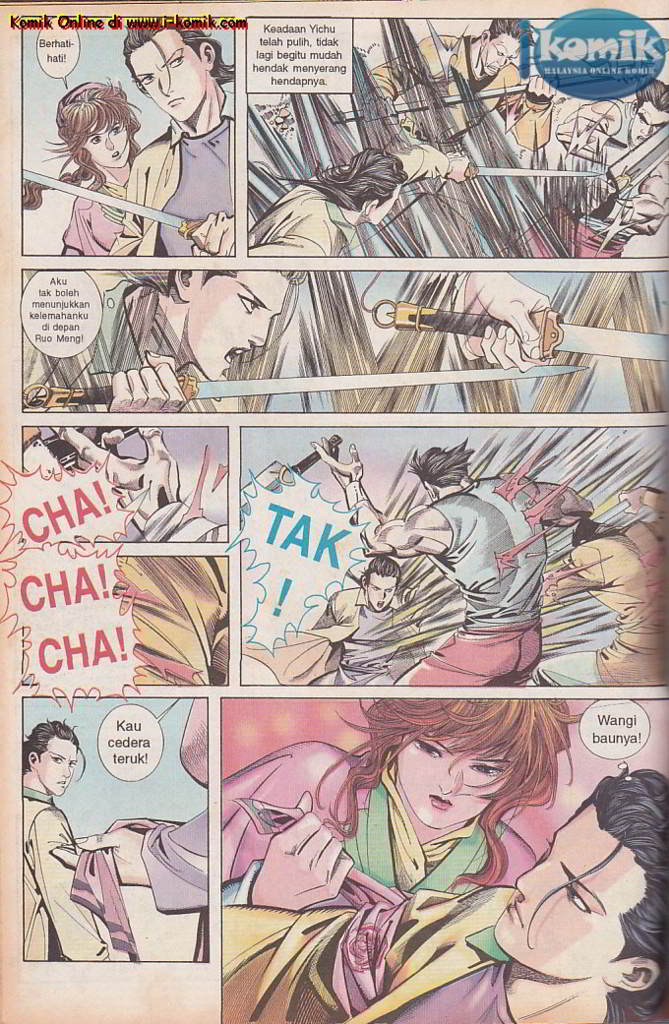 Komik Online di www.i-komik.com
Berhati-
hati!
Keadaan Yichu
telah pulih, tidak
lagi begitu mudah
hendak menyerang
hendapnya.
ikomik
MALAYSIA ONLINE KOMIK
Aku
tak boleh
menunjukkan
kelemahanku
di depan
Ruo Meng!
CHA!
CHA!
CHA!
TAK
!
Kau
cedera
teruk!
Wangi
baunya!